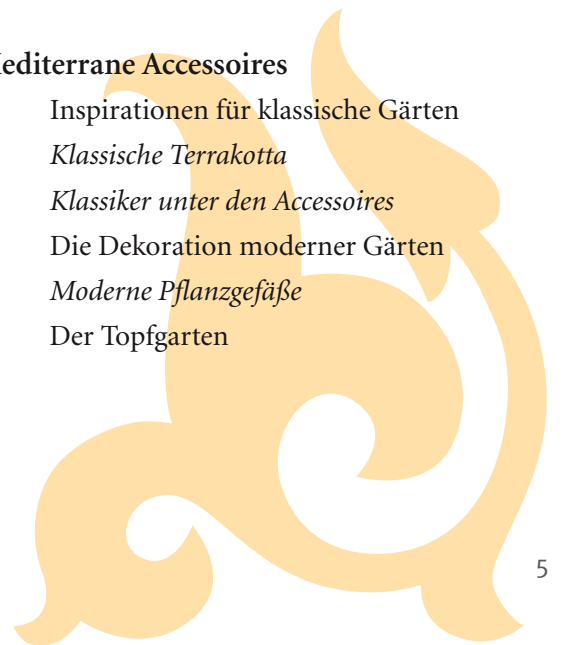 Mediterrane Accessoires
Inspirationen für klassische Gärten
Klassische Terrakotta
Klassiker unter den Accessoires
Die Dekoration moderner Gärten
Moderne Pflanzgefäße
Der Topfgarten
5